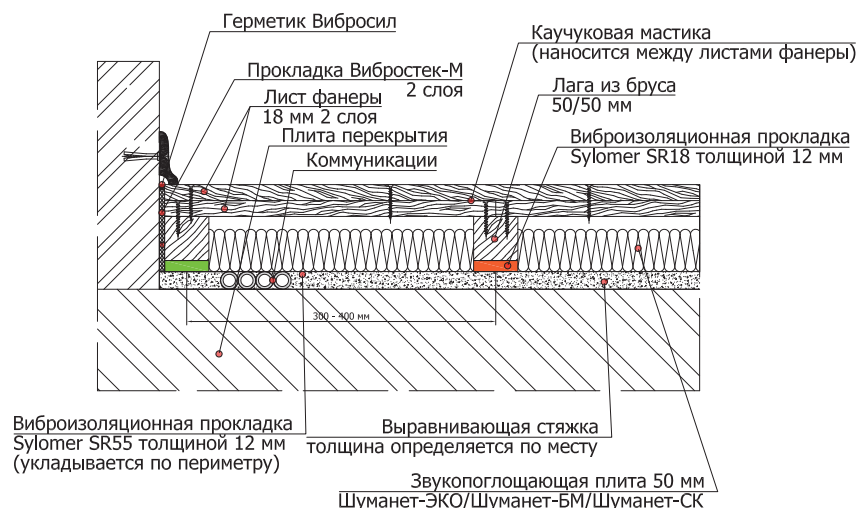 Герметик Вибросил
Прокладка Вибростек-М
2 слоя
Лист фанеры
18 мм 2 слоя
Плита перекрытия
Коммуникации
Каучуковая мастика
(наносится между листами фанеры)
Лага из бруса
50/50 мм
Виброизоляционная прокладка
Sylomer SR18 толщиной 12 мм
300 - 400 мм
Виброизоляционная прокладка
Sylomer SR55 толщиной 12 мм
(укладывается по периметру)
Выравнивающая стяжка
толщина определяется по месту
Звукопоглощающая плита 50 мм
Шуманет-ЭКО/Шуманет-БМ/Шуманет-СК